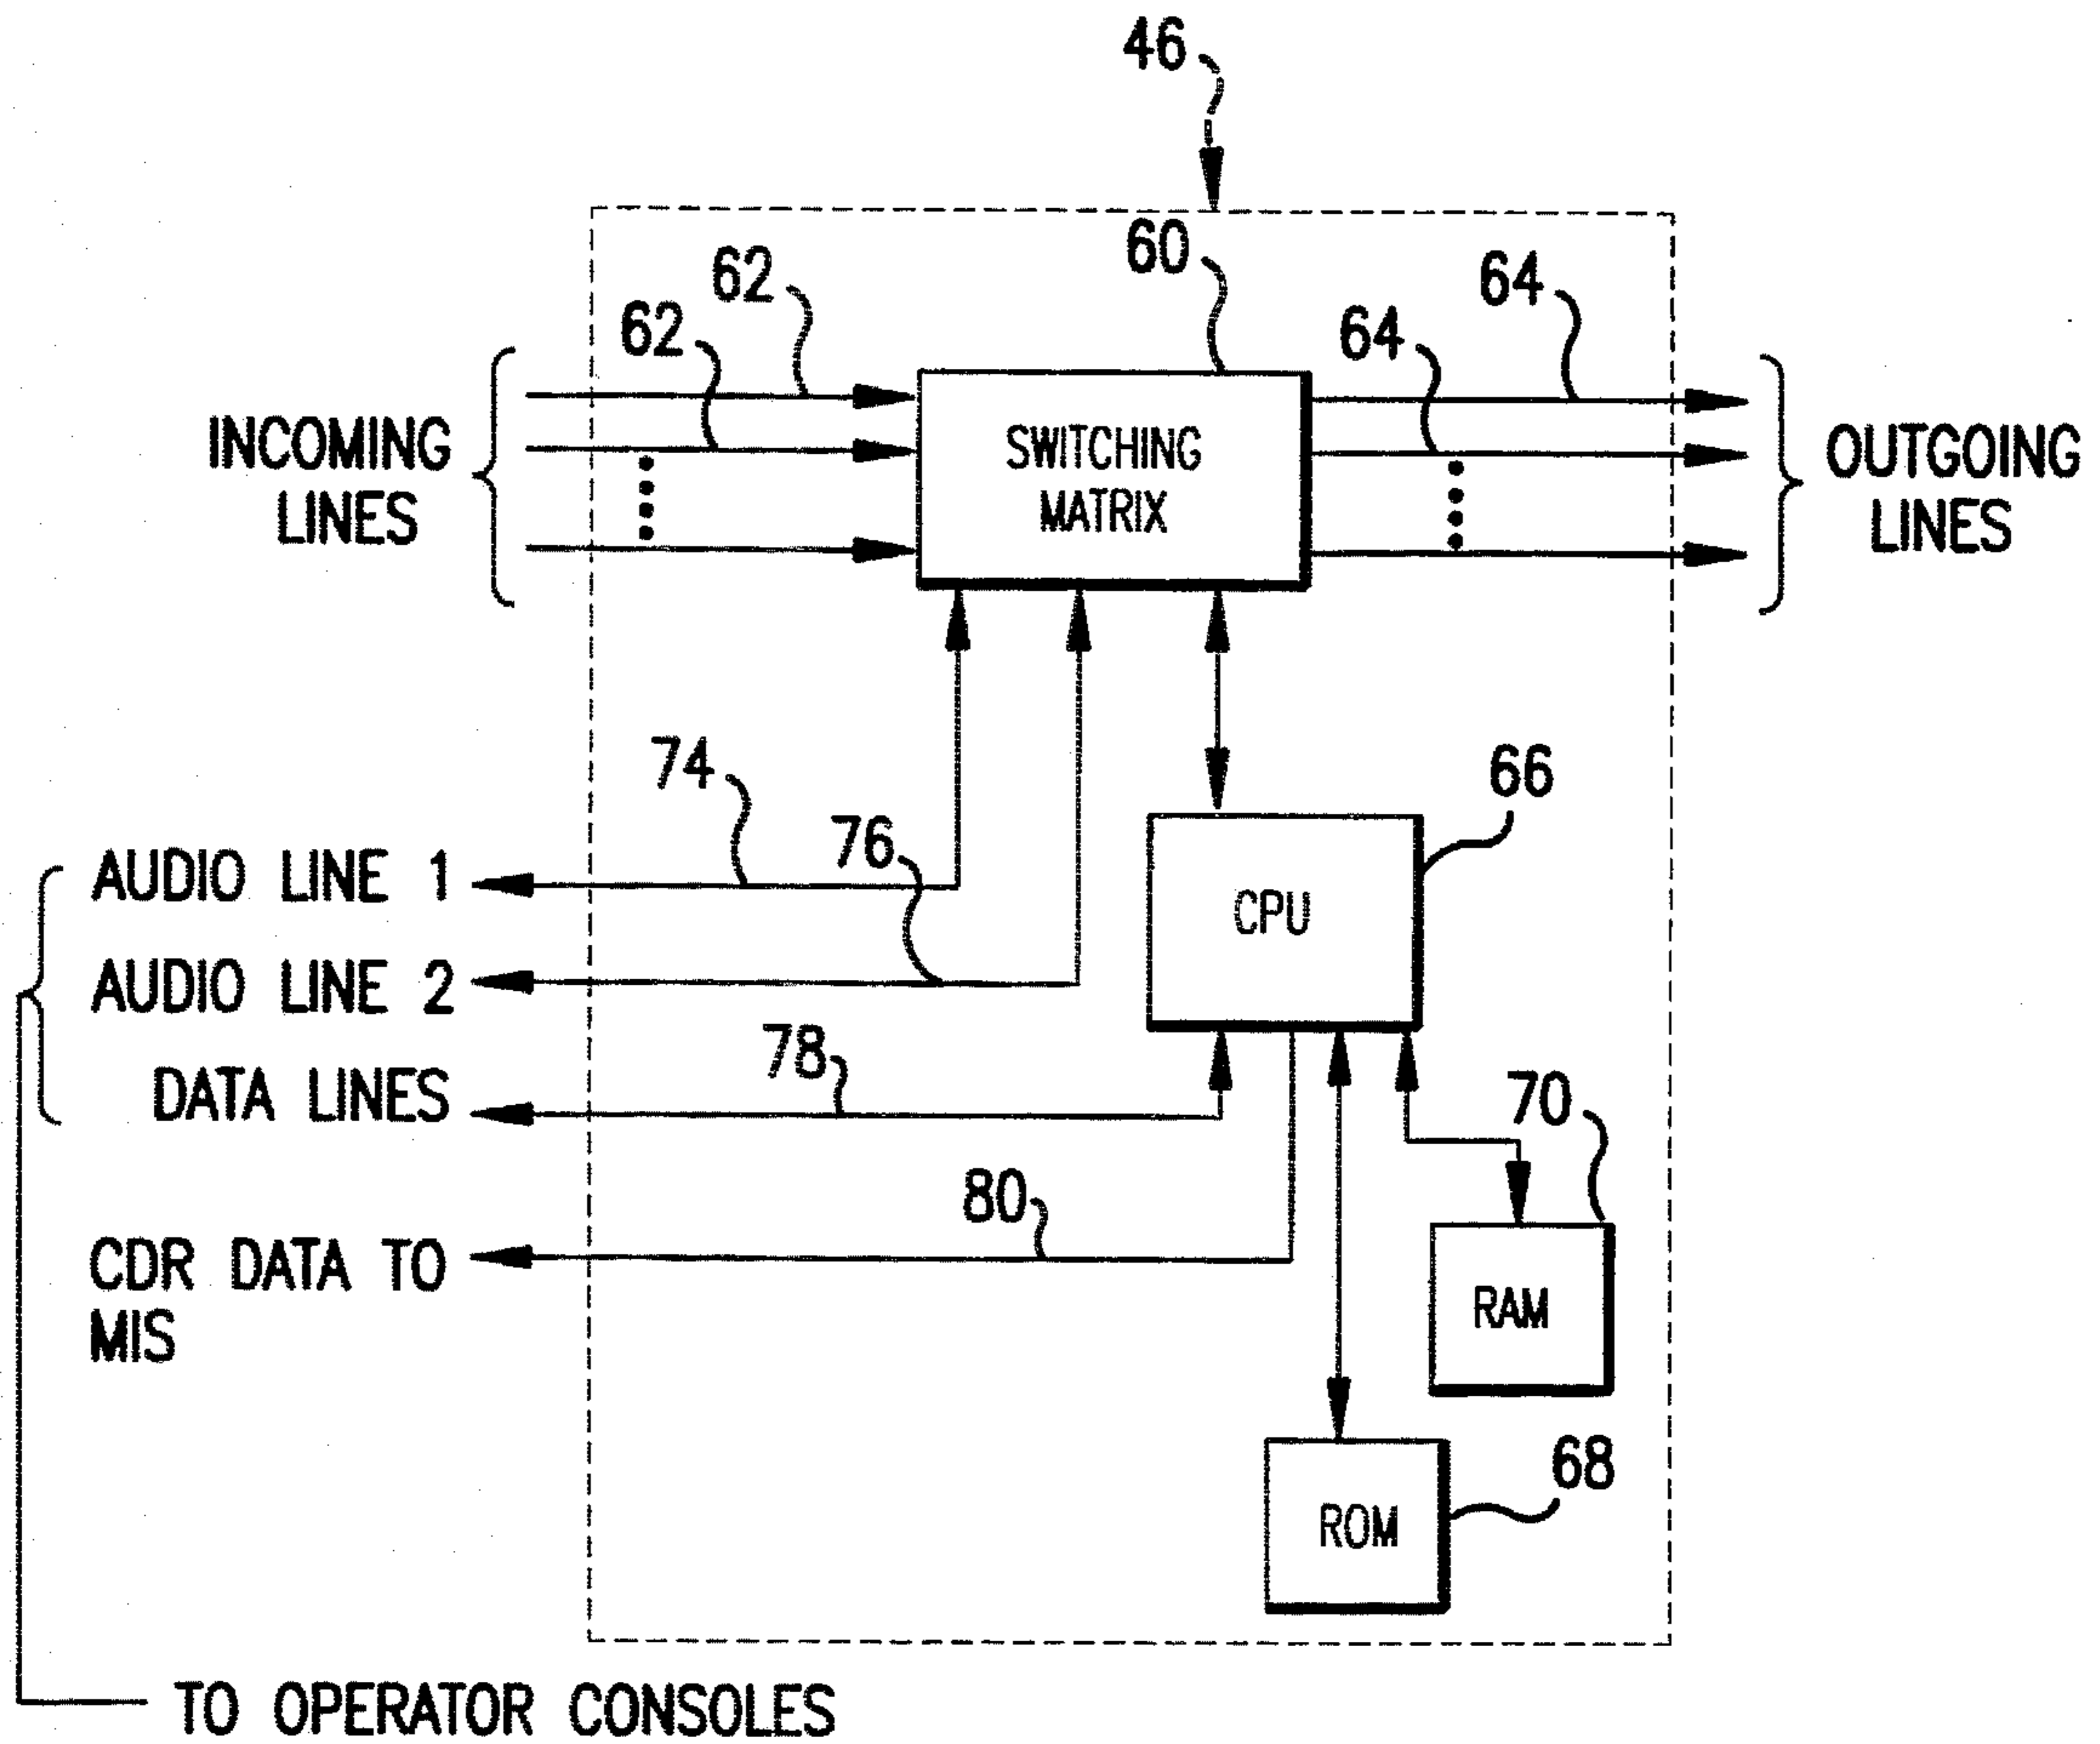 46
60
62
62
64
64
INCOMING
LINES
SWITCHING
MATRIX
OUTGOING
LINES
74
76
66
AUDIO LINE 1
CPU
AUDIO LINE 2
78
DATA LINES
70
80
CDR DATA TO
MIS
RAM
68
ROM
TO OPERATOR CONSOLES